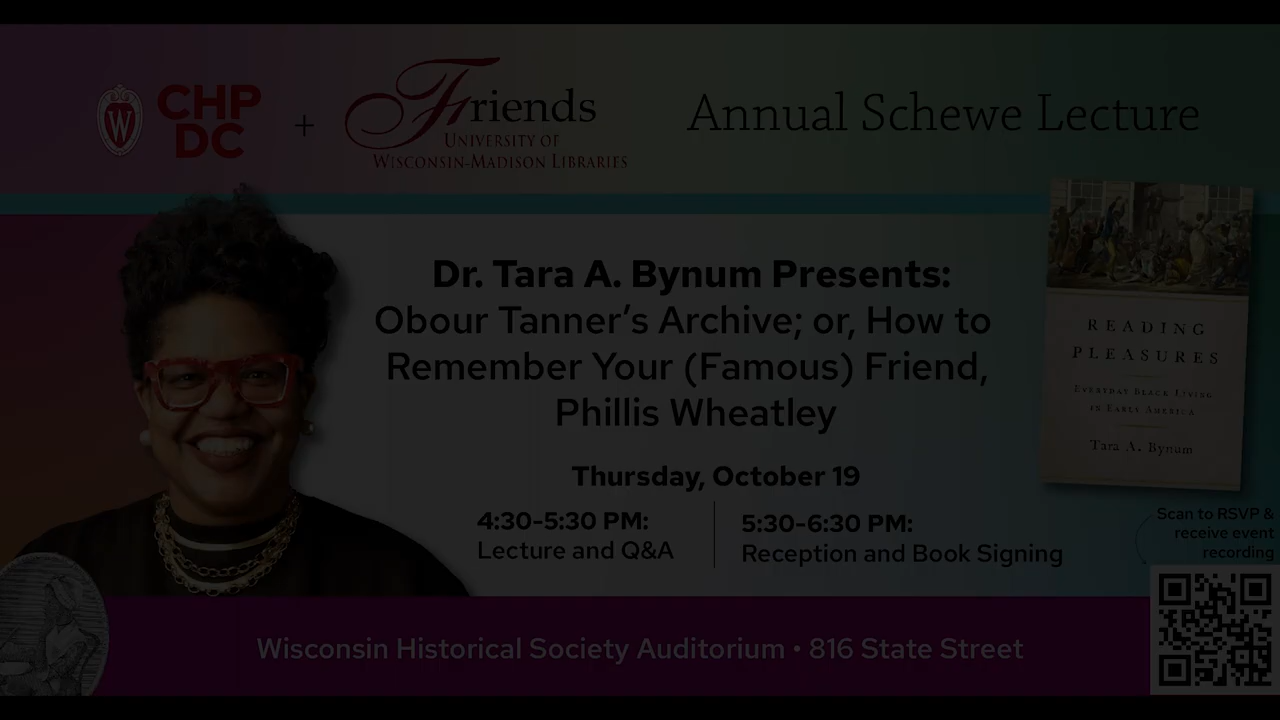 W
CHP
DC
+
Friends
University of
Wisconsin-Madison Libraries
Annual Schewe Lecture
Dr. Tara A. Bynum Presents:
Obour Tanner's Archive; or, How to
Remember Your (Famous) Friend,
Phillis Wheatley
Thursday, October 19
4:30-5:30 PM:
Lecture and Q&A
5:30-6:30 PM:
Reception and Book Signing
READING
PLEASURES
Everyday Black Living
in Early America
Tara A. Bynum
Scan to RSVP &
receive event
recording
Wisconsin Historical Society Auditorium • 816 State Street